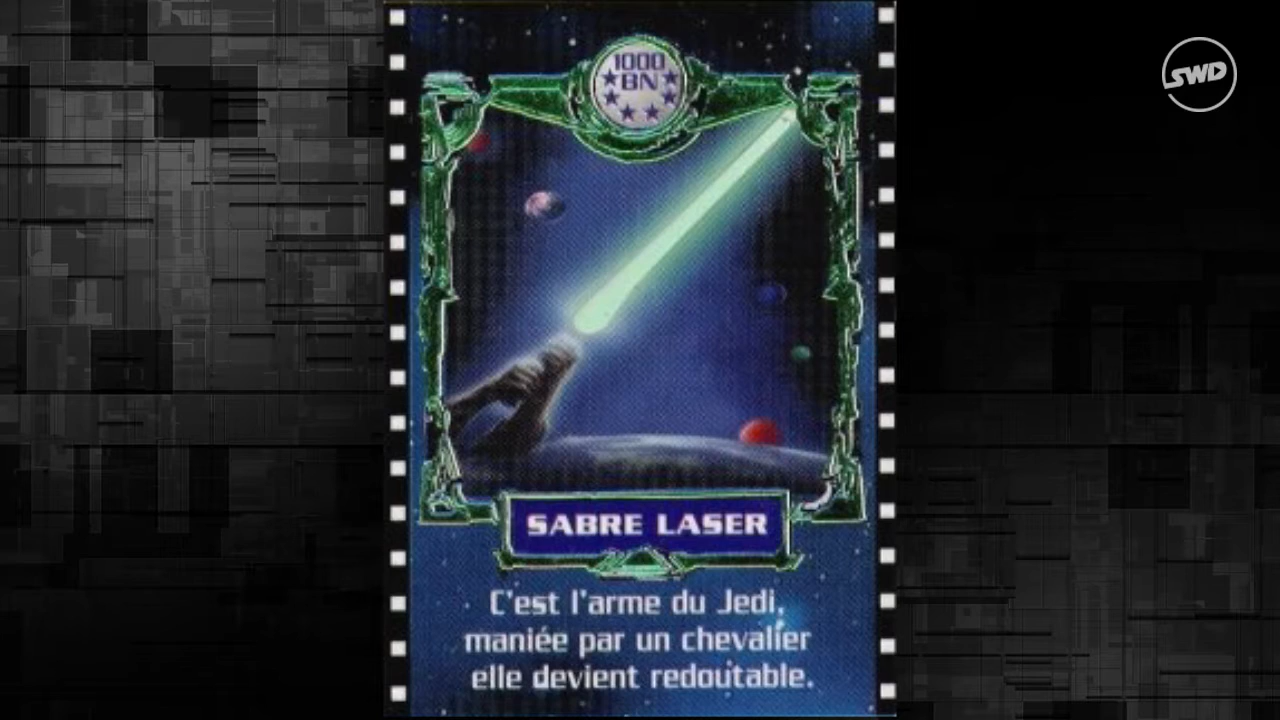 SWD
1000
BN
SABRE LASER
C'est l'arme du Jedi,
maniée par un chevalier
elle devient redoutable.